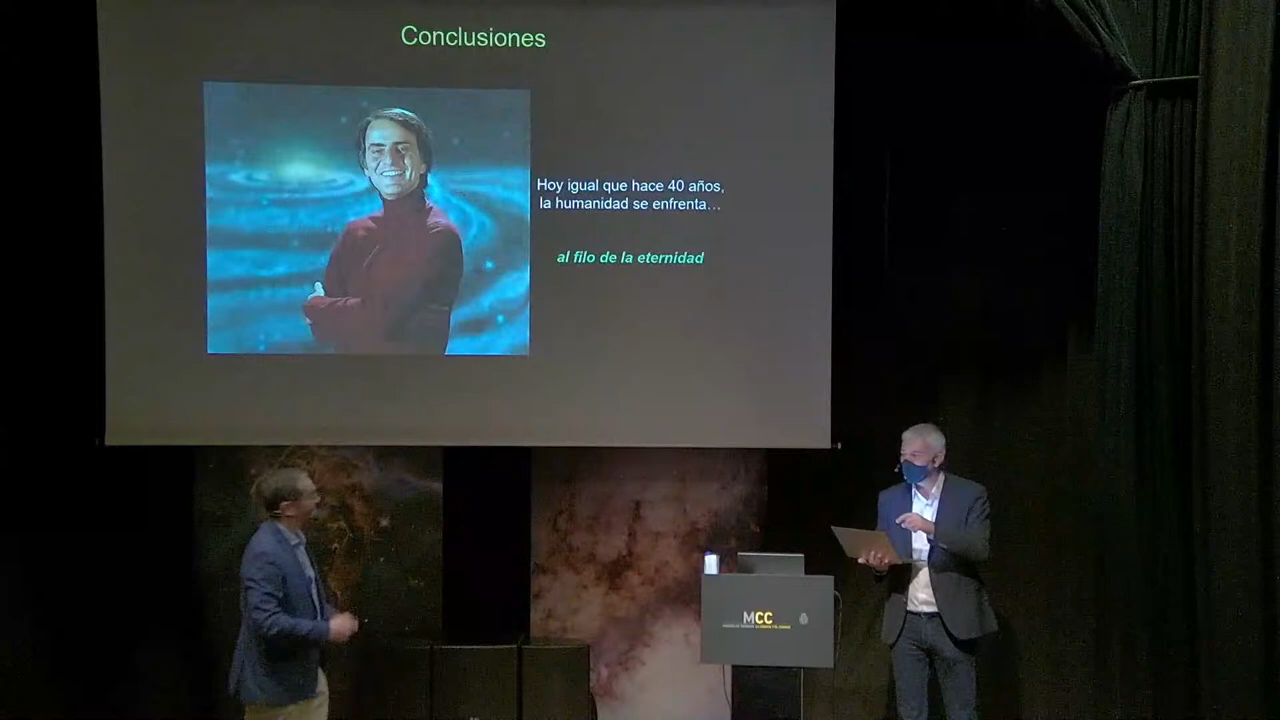 Conclusiones
Hoy igual que hace 40 años,
la humanidad se enfrenta…
al filo de la eternidad
MCC